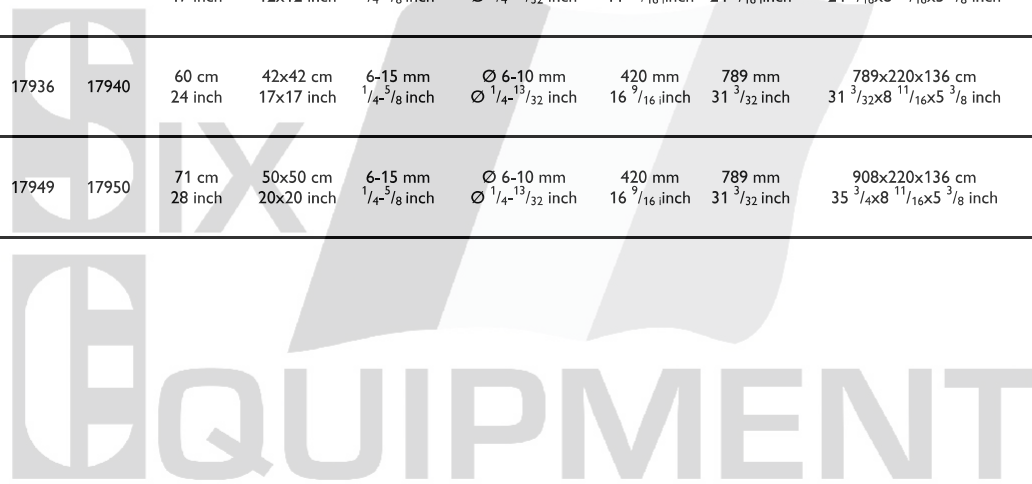 17936 17940 60 cm 42x42 cm 6-15 mm Ø 6-10 mm 420 mm 789 mm 789x220x136 cm
24 inch 17x17 inch 1/4-5/8 inch Ø 1/4-13/32 inch 16 9/16 iinch 31 3/32 inch 31 3/32x8 11/16x5 3/8 inch
17949 17950 71 cm 50x50 cm 6-15 mm Ø 6-10 mm 420 mm 789 mm 908x220x136 cm
28 inch 20x20 inch 1/4-5/8 inch Ø 1/4-13/32 inch 16 9/16 iinch 31 3/32 inch 35 3/4x8 11/16x5 3/8 inch
SIX
EQUIPMENT